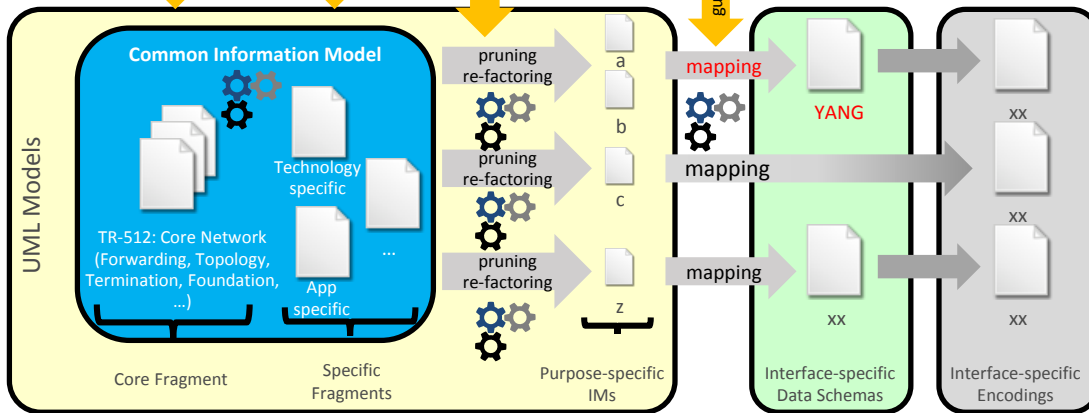 UML Models
Common Information Model
TR-512: Core Network
(Forwarding, Topology,
Termination, Foundation,
…)
Technology
specific
...
App
specific
Core Fragment
Specific
Fragments
pruning
re-factoring
pruning
re-factoring
pruning
re-factoring
a
b
c
z
Purpose-specific
IMs
gu
mapping
mapping
mapping
YANG
xx
Interface-specific
Data Schemas
xx
xx
xx
Interface-specific
Encodings